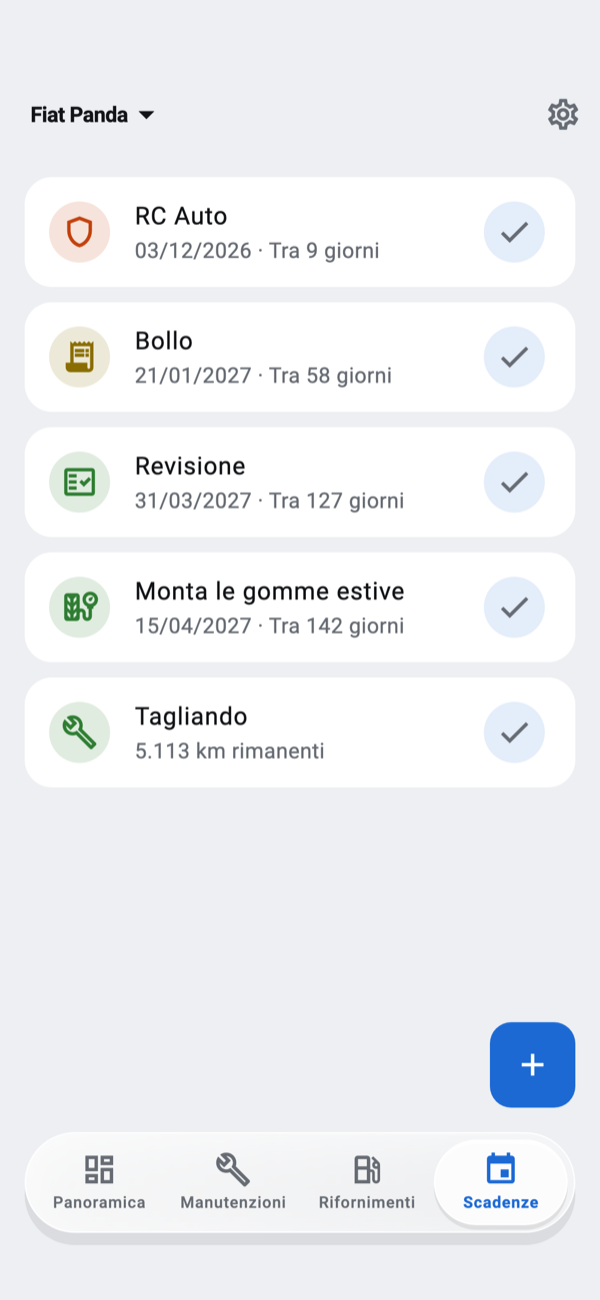 Fiat Panda
RC Auto
03/12/2026 · Tra 9 giorni
Bollo
21/01/2027 · Tra 58 giorni
Revisione
31/03/2027 · Tra 127 giorni
Monta le gomme estive
15/04/2027 · Tra 142 giorni
Tagliando
5.113 km rimanenti
Panoramica
Manutenzioni
Rifornimenti
Scadenze